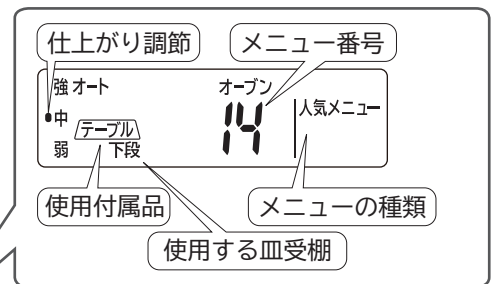 仕上がり調節
メニュー番号
強 オート
オーブン
14
人気メニュー
中
テーブル
弱
下段
使用付属品
メニューの種類
使用する皿受棚